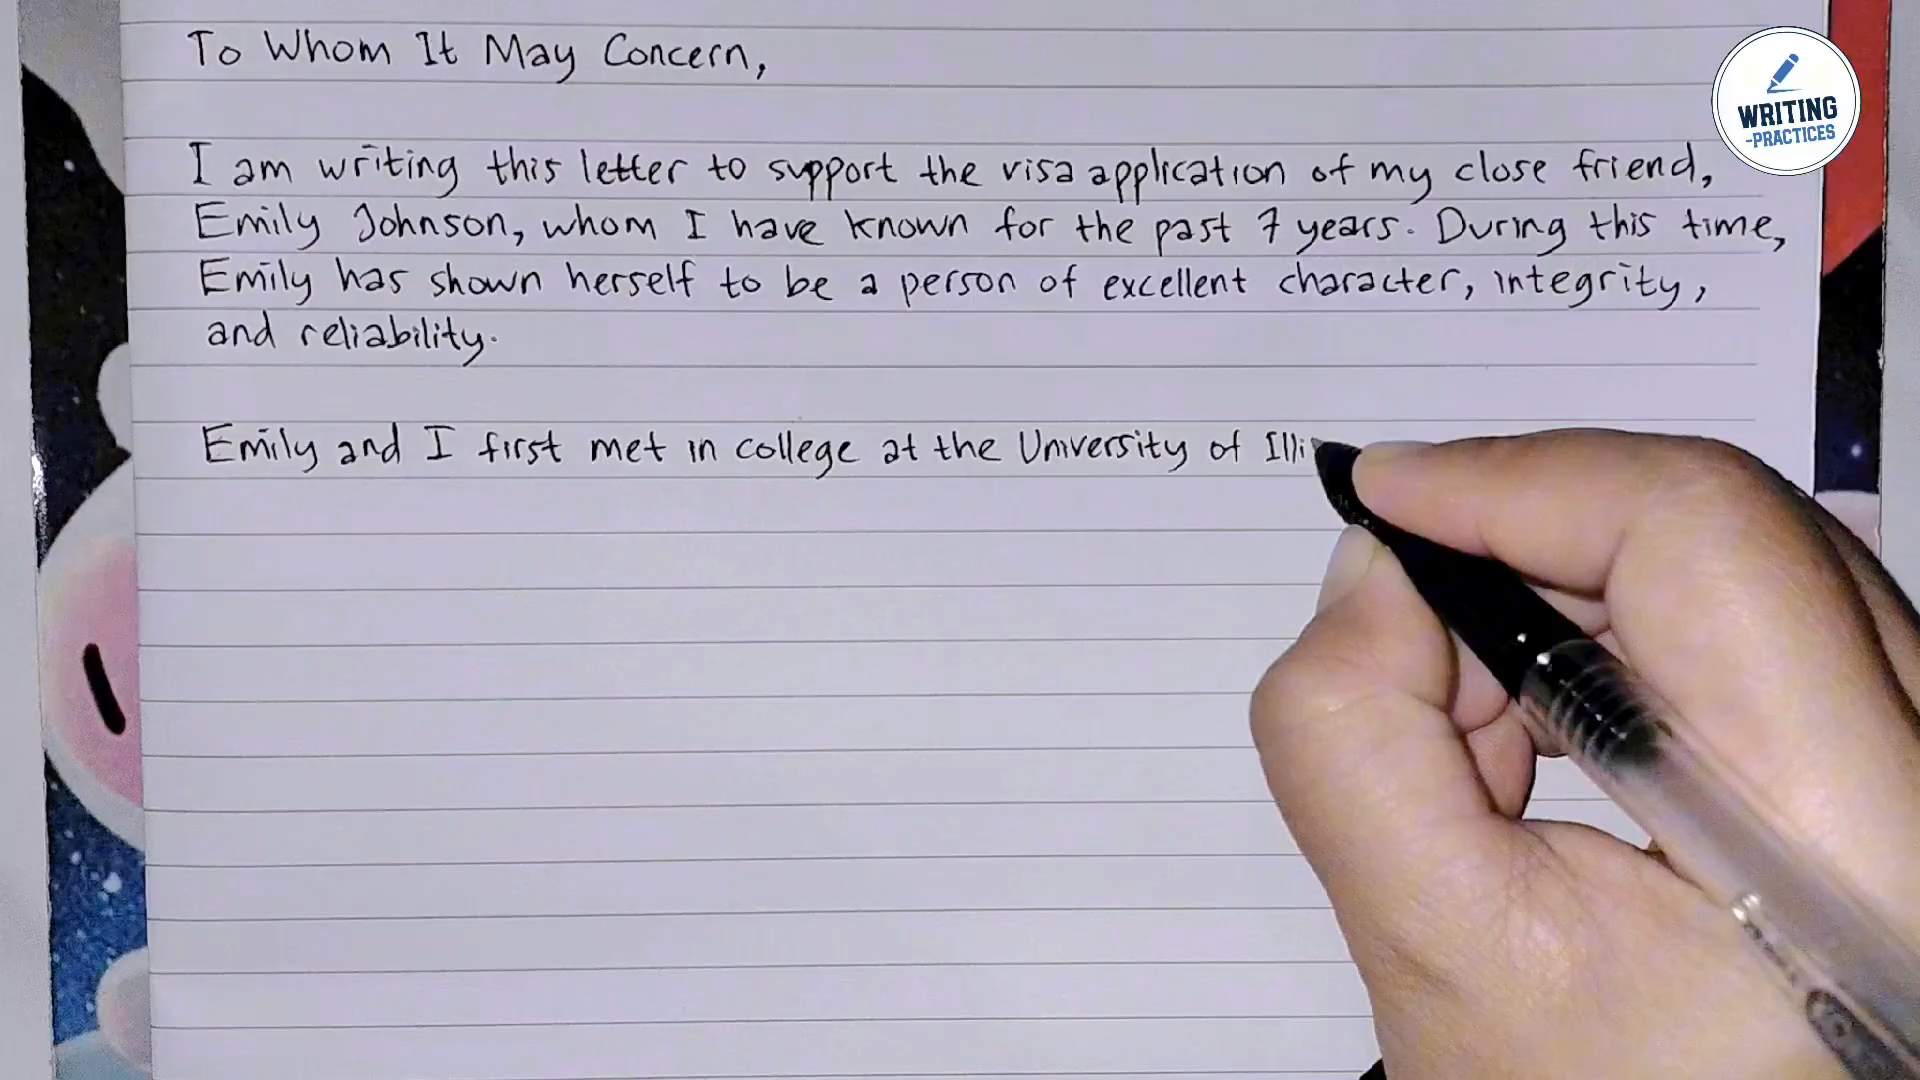 To Whom It May Concern,
WRITING
-PRACTICES
I am writing this letter to support the visa application of my close friend,
Emily Johnson, whom I have known for the past 7 years. During this time,
Emily has shown herself to be a person of excellent character, integrity,
and reliability.
Emily and I first met in college at the University of Illi